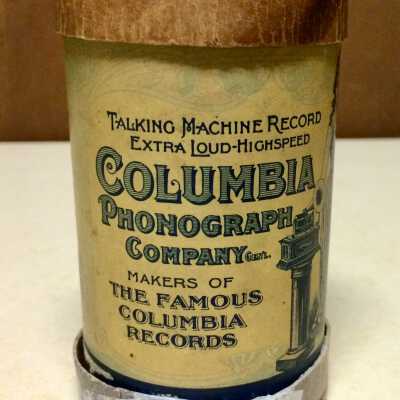 TALKING MACHINE RECORD
EXTRA LOUD-HIGHSPEED
COLUMBIA
PHONOGRAPH
COMPANY GEN'L.
MAKERS OF
THE FAMOUS
COLUMBIA
RECORDS